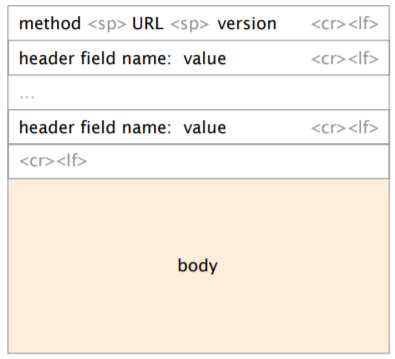 method <sp> URL <sp> version <cr><lf>
header field name: value <cr><lf>
...
header field name: value <cr><lf>
<cr><lf>
body